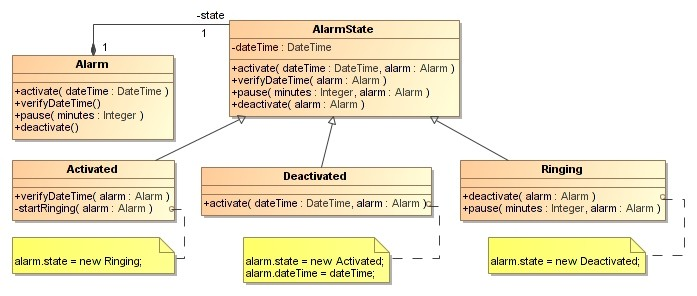 -state
1
1
AlarmState
-dateTime : DateTime
+activate( dateTime : DateTime, alarm : Alarm )
+verifyDateTime( alarm : Alarm )
+pause( minutes : Integer, alarm : Alarm )
+deactivate( alarm : Alarm )
Alarm
+activate( dateTime : DateTime )
+verifyDateTime()
+pause( minutes : Integer )
+deactivate()
Activated
+verifyDateTime( alarm : Alarm )
-startRinging( alarm : Alarm )
Deactivated
+activate( dateTime : DateTime, alarm : Alarm )
Ringing
+deactivate( alarm : Alarm )
+pause( minutes : Integer, alarm : Alarm )
alarm.state = new Ringing;
alarm.state = new Activated;
alarm.dateTime = dateTime;
alarm.state = new Deactivated;